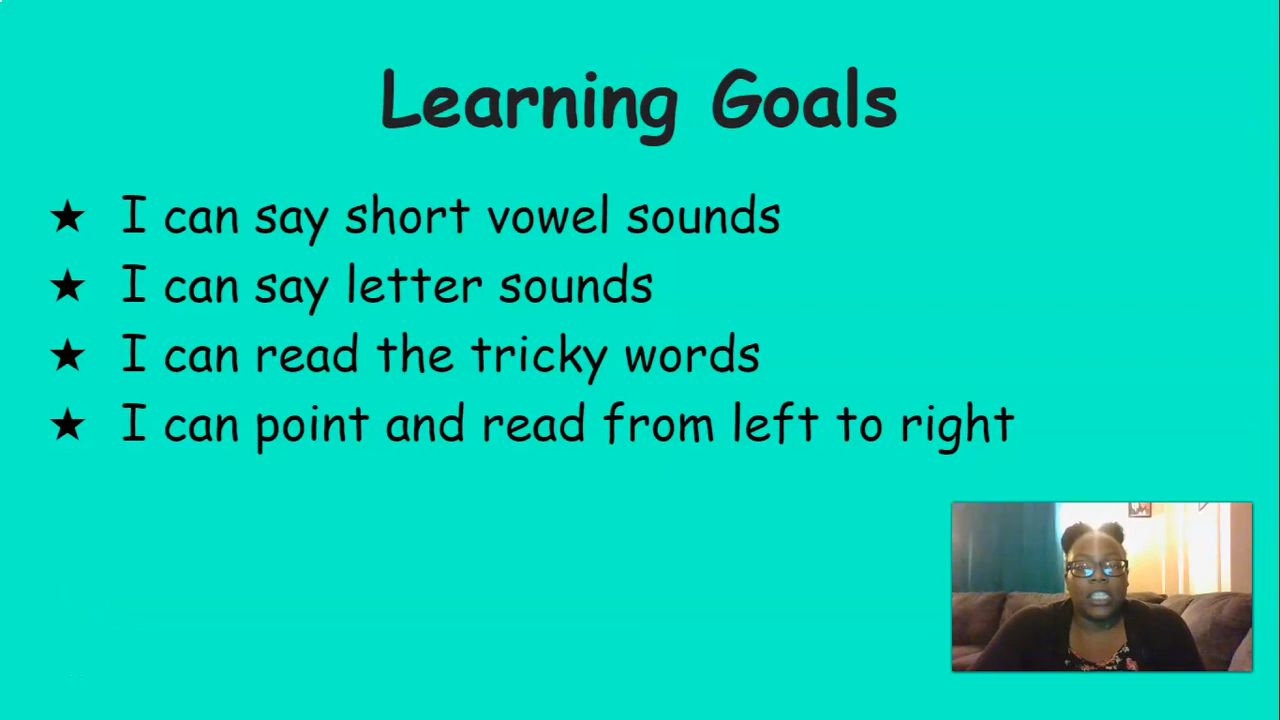 Learning Goals
★ I can say short vowel sounds
★ I can say letter sounds
★ I can read the tricky words
★ I can point and read from left to right